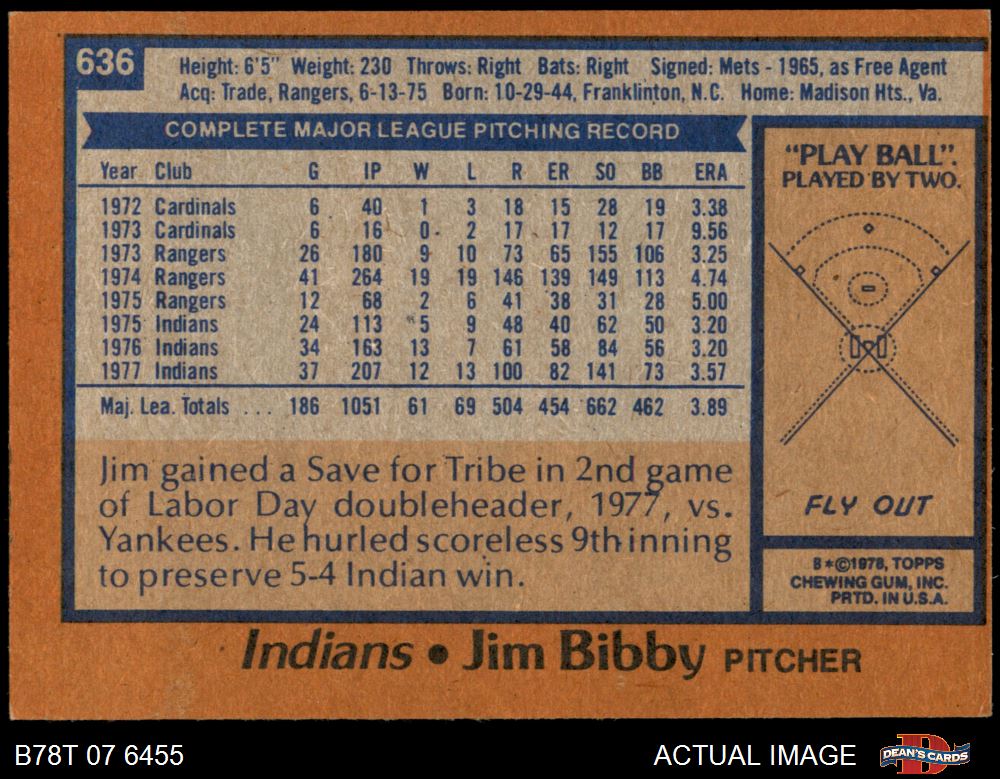 636
Height: 6'5" Weight: 230 Throws: Right Bats: Right Signed: Mets - 1965, as Free Agent
Acq: Trade, Rangers, 6-13-75 Born: 10-29-44, Franklinton, N.C. Home: Madison Hts., Va.
COMPLETE MAJOR LEAGUE PITCHING RECORD
Year Club G IP W L R ER SO BB ERA
1972 Cardinals 6 40 1 3 18 15 28 19 3.38
1973 Cardinals 6 16 0 2 17 17 12 17 9.56
1973 Rangers 26 180 9 10 73 65 155 106 3.25
1974 Rangers 41 264 19 19 146 139 149 113 4.74
1975 Rangers 12 68 2 6 41 38 31 28 5.00
1975 Indians 24 113 5 9 48 40 62 50 3.20
1976 Indians 34 163 13 7 61 58 84 56 3.20
1977 Indians 37 207 12 13 100 82 141 73 3.57
Maj. Lea. Totals ... 186 1051 61 69 504 454 662 462 3.89
Jim gained a Save for Tribe in 2nd game
of Labor Day doubleheader, 1977, vs.
Yankees. He hurled scoreless 9th inning
to preserve 5-4 Indian win.
"PLAY BALL".
PLAYED BY TWO.
FLY OUT
B*©1978, TOPPS
CHEWING GUM, INC.
PRTD. IN U.S.A.
Indians • Jim Bibby PITCHER
B78T 07 6455
ACTUAL IMAGE
DEAN'S CARDS